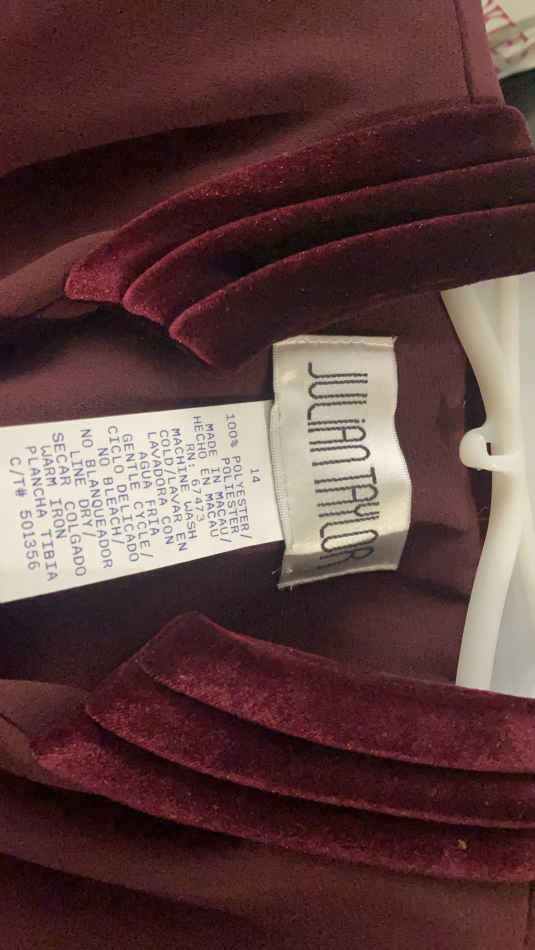 JULiAN TAYLOR
14
100% POLYESTER/
POLIESTER
MADE IN MACAU/
HECHO EN MACAU
RN: 67473
MACHINE WASH
COLD/LAVAR EN
LAVADORA CON
AGUA FRIA
GENTLE CYCLE/
CICLO DELICADO
NO BLEACH/
NO BLANQUEADOR
LINE DRY/
SECAR COLGADO
WARM IRON
PLANCHA TIBIA
C/T# 501356